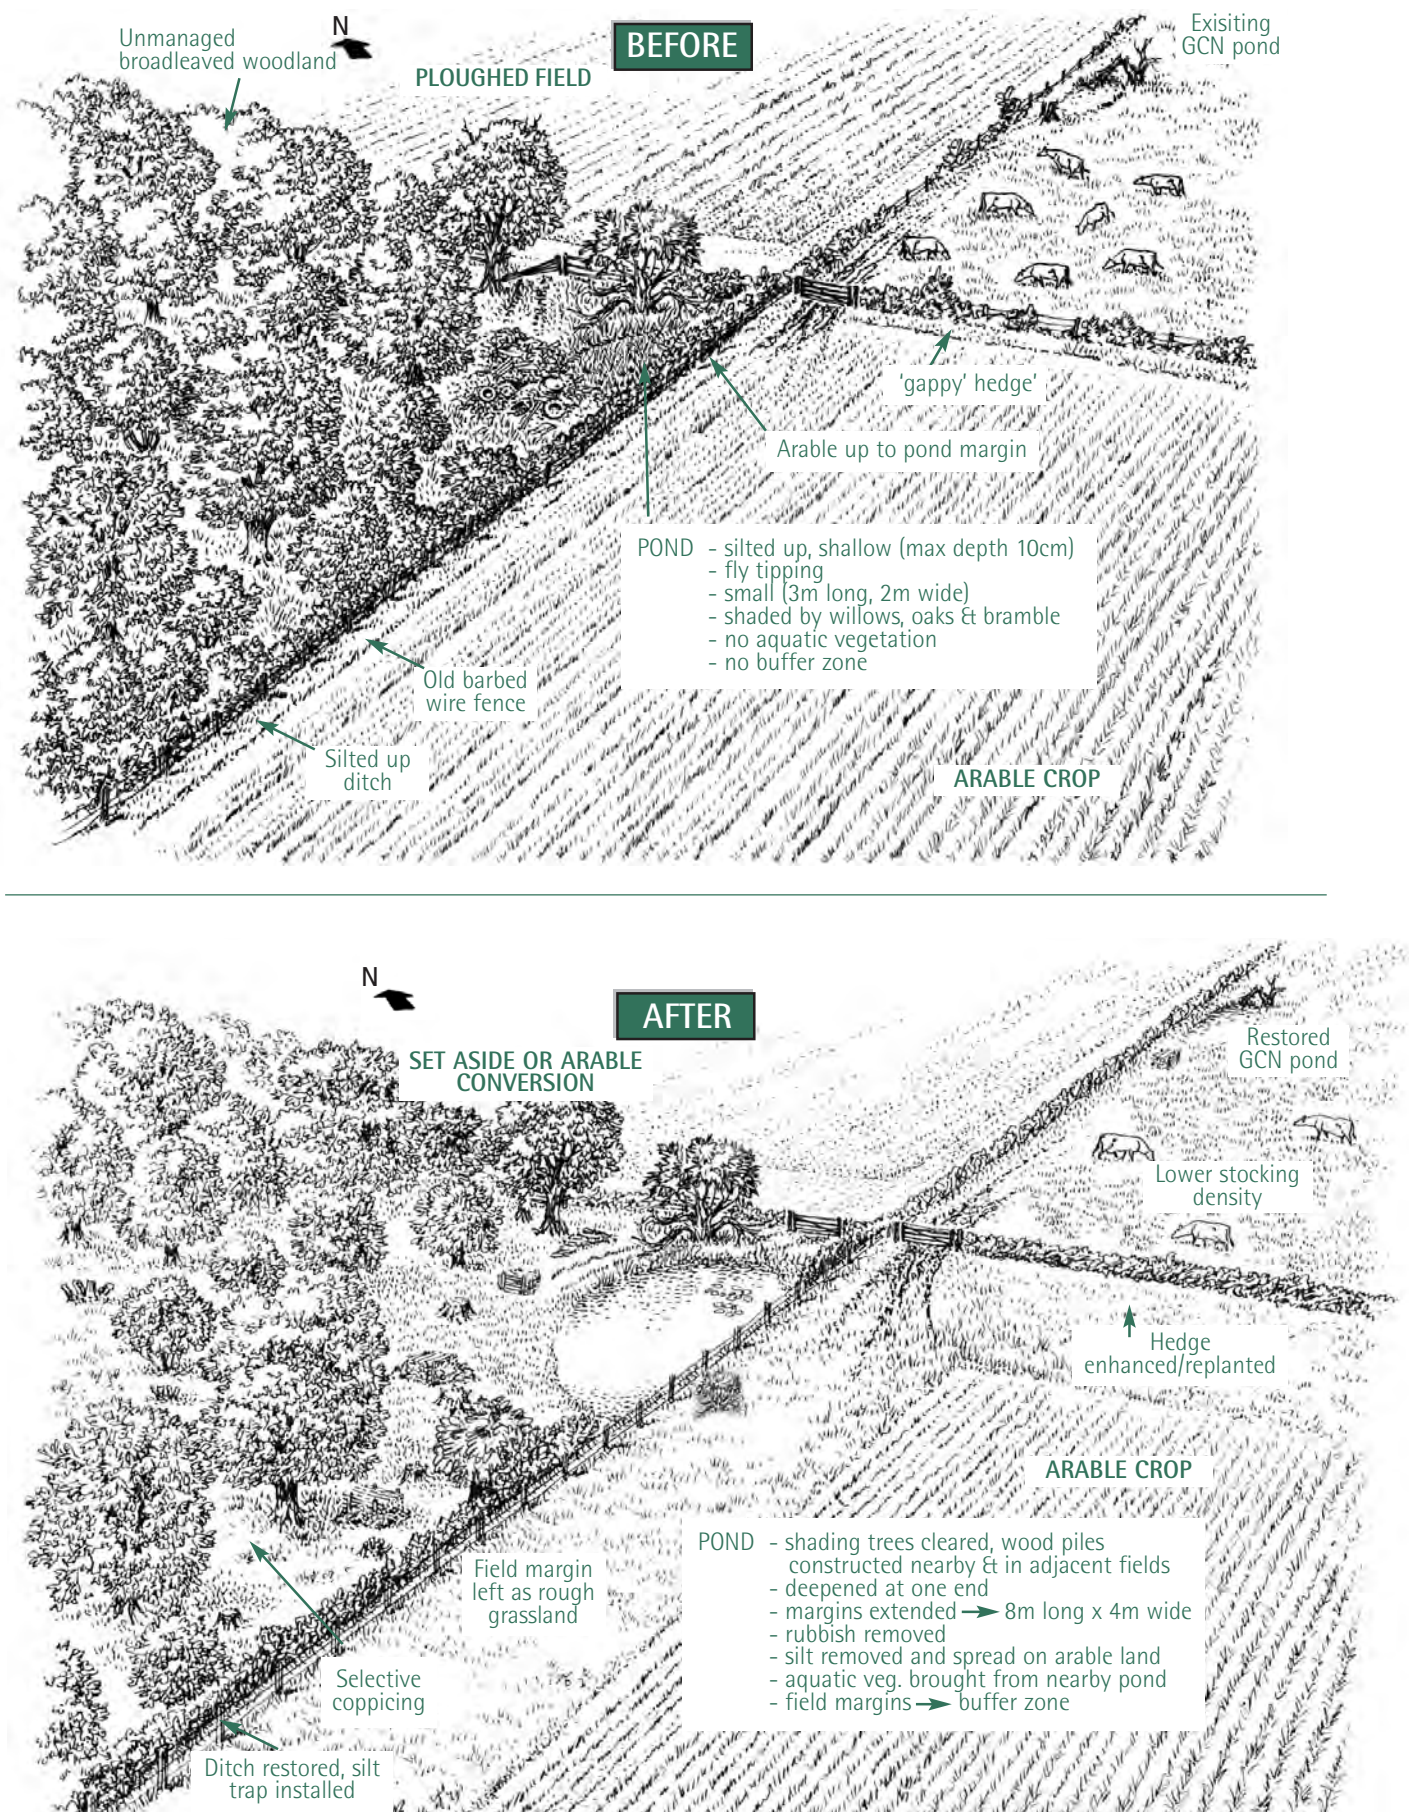 N
BEFORE
Unmanaged
broadleaved woodland
PLOUGHED FIELD
Exisiting
GCN pond
'gappy' hedge'
Arable up to pond margin
POND - silted up, shallow (max depth 10cm)
- fly tipping
- small (3m long, 2m wide)
- shaded by willows, oaks & bramble
- no aquatic vegetation
- no buffer zone
Old barbed
wire fence
Silted up
ditch
ARABLE CROP
N
AFTER
SET ASIDE OR ARABLE
CONVERSION
Restored
GCN pond
Lower stocking
density
Hedge
enhanced/replanted
ARABLE CROP
POND - shading trees cleared, wood piles
constructed nearby & in adjacent fields
- deepened at one end
- margins extended → 8m long x 4m wide
- rubbish removed
- silt removed and spread on arable land
- aquatic veg. brought from nearby pond
- field margins → buffer zone
Field margin
left as rough
grassland
Selective
coppicing
Ditch restored, silt
trap installed